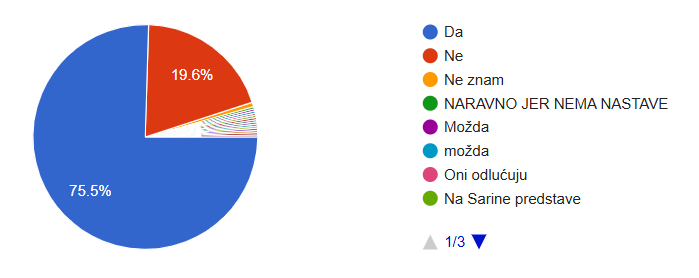 Da
Ne
Ne znam
NARAVNO JER NEMA NASTAVE
Možda
možda
Oni odlućuju
Na Sarine predstave
1/3
19.6%
75.5%